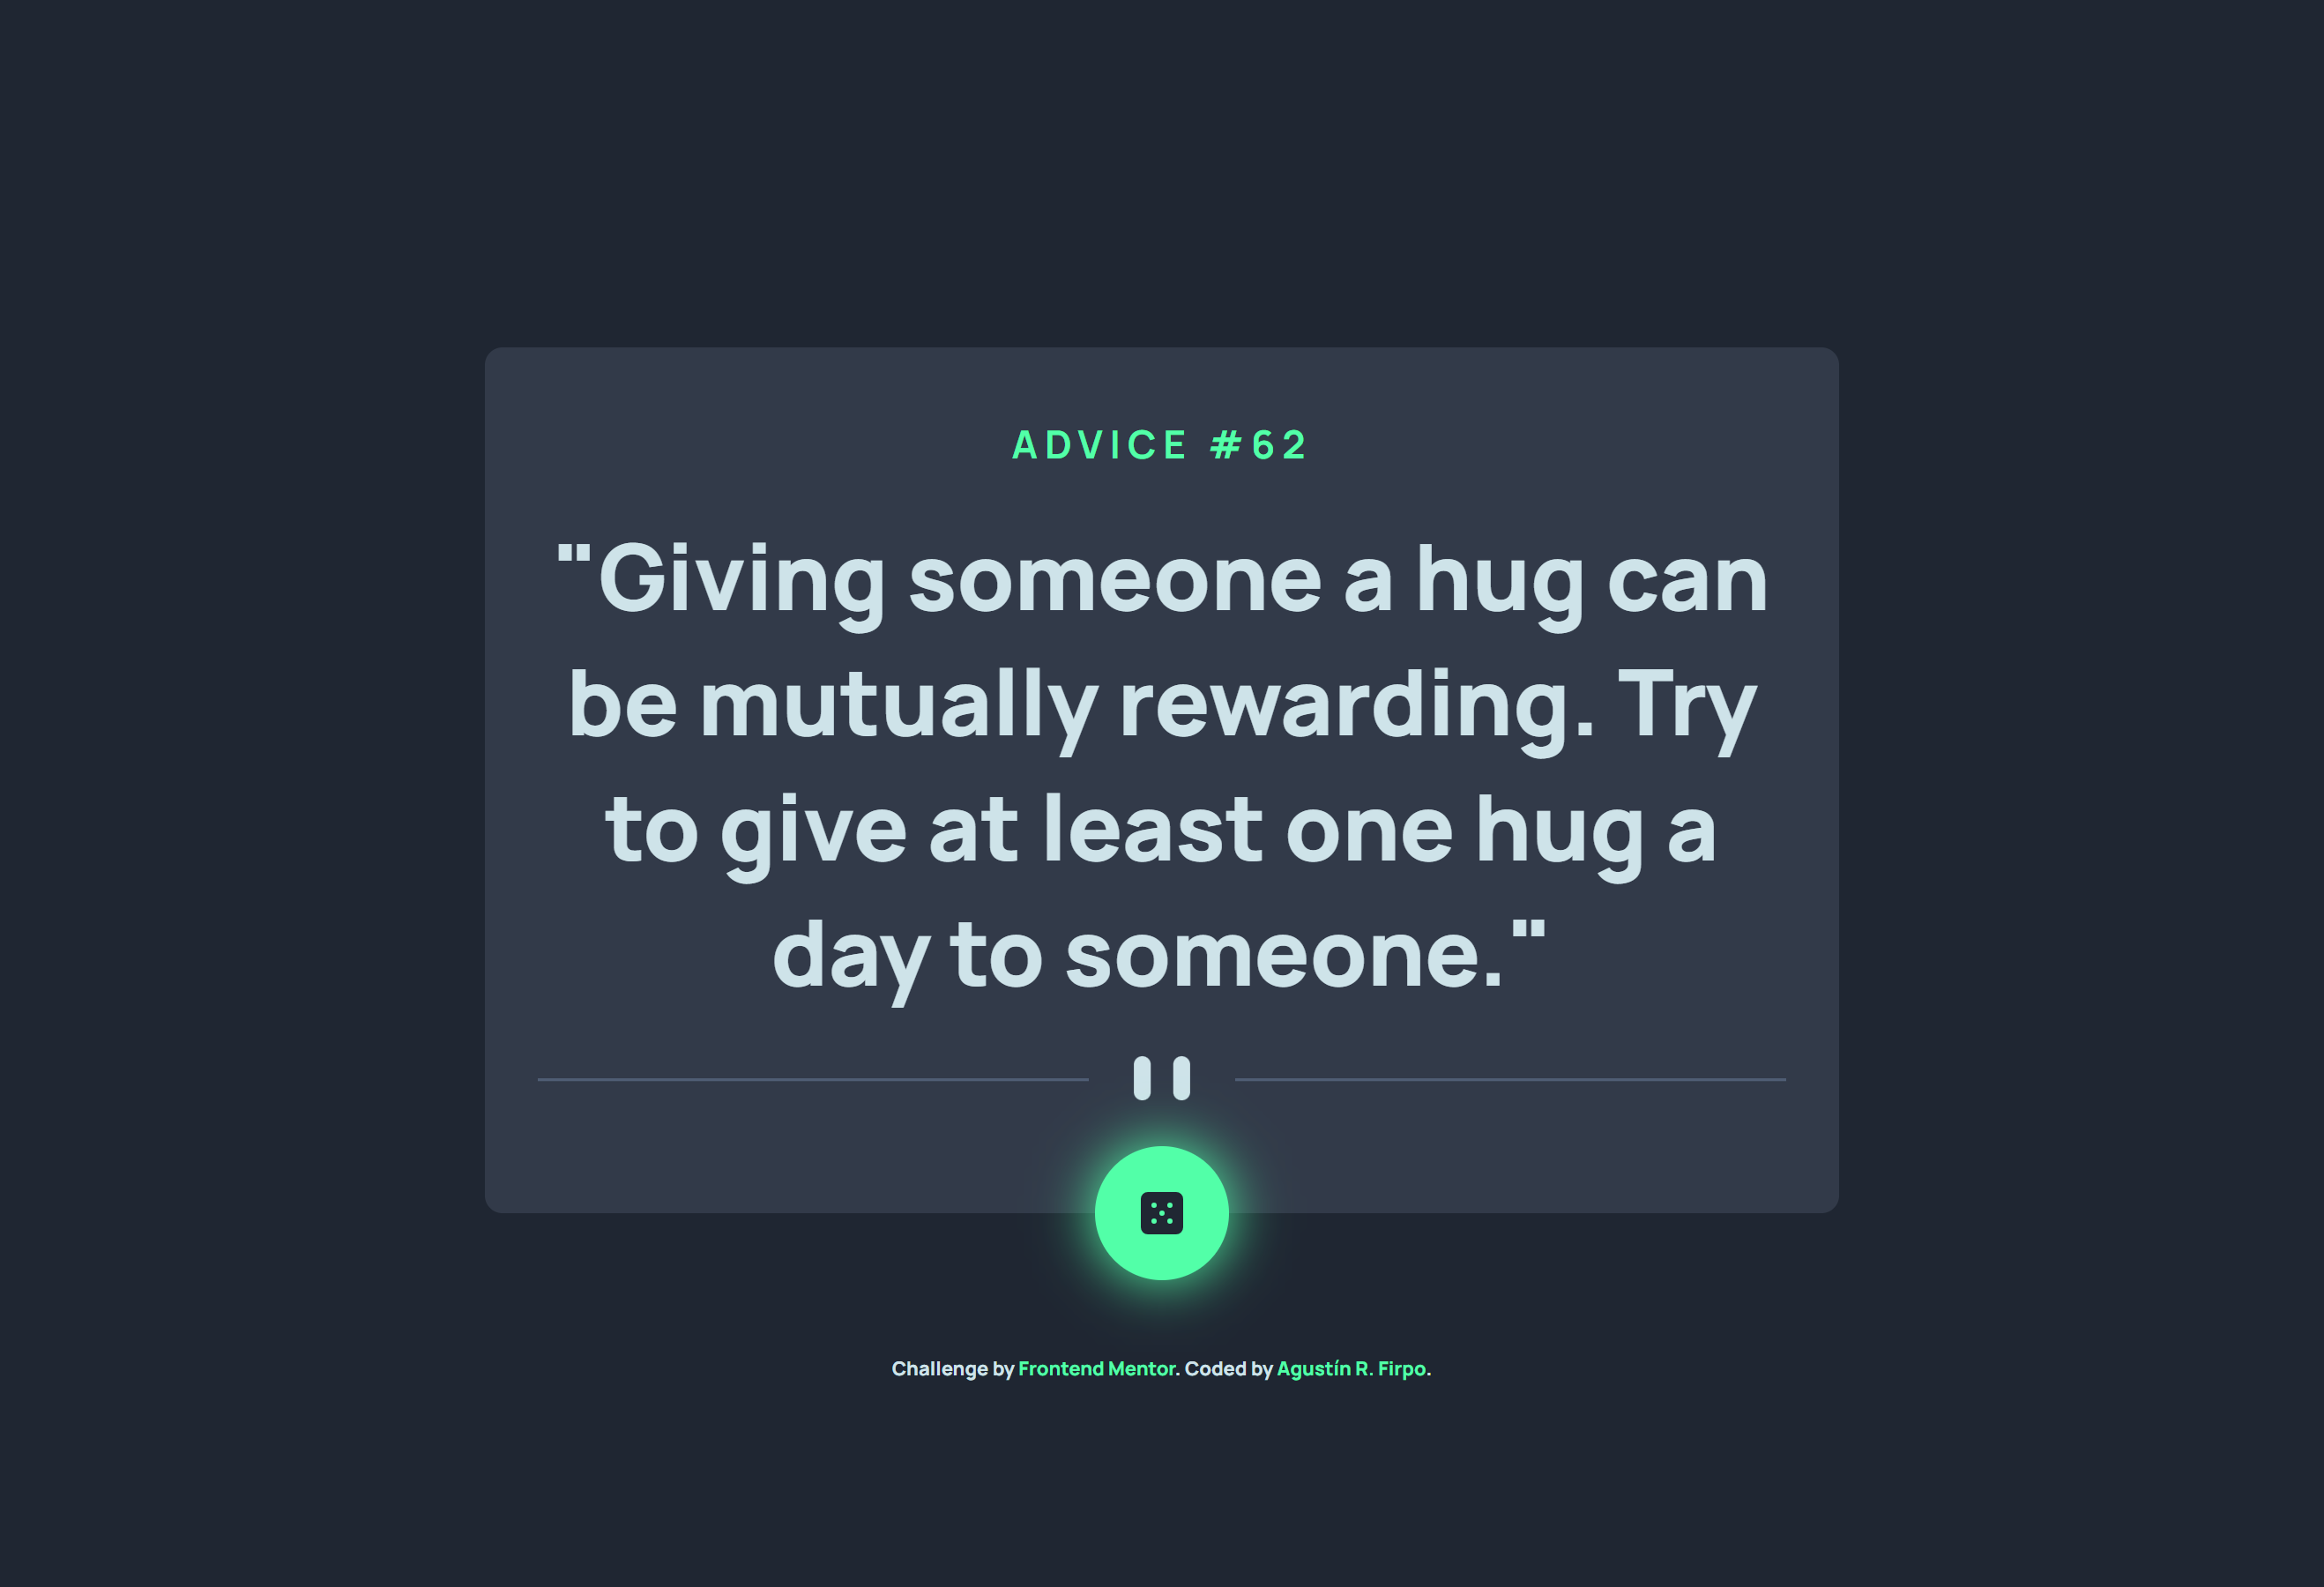 ADVICE #62
"Giving someone a hug can
be mutually rewarding. Try
to give at least one hug a
day to someone."
Challenge by Frontend Mentor. Coded by Agustín R. Firpo.